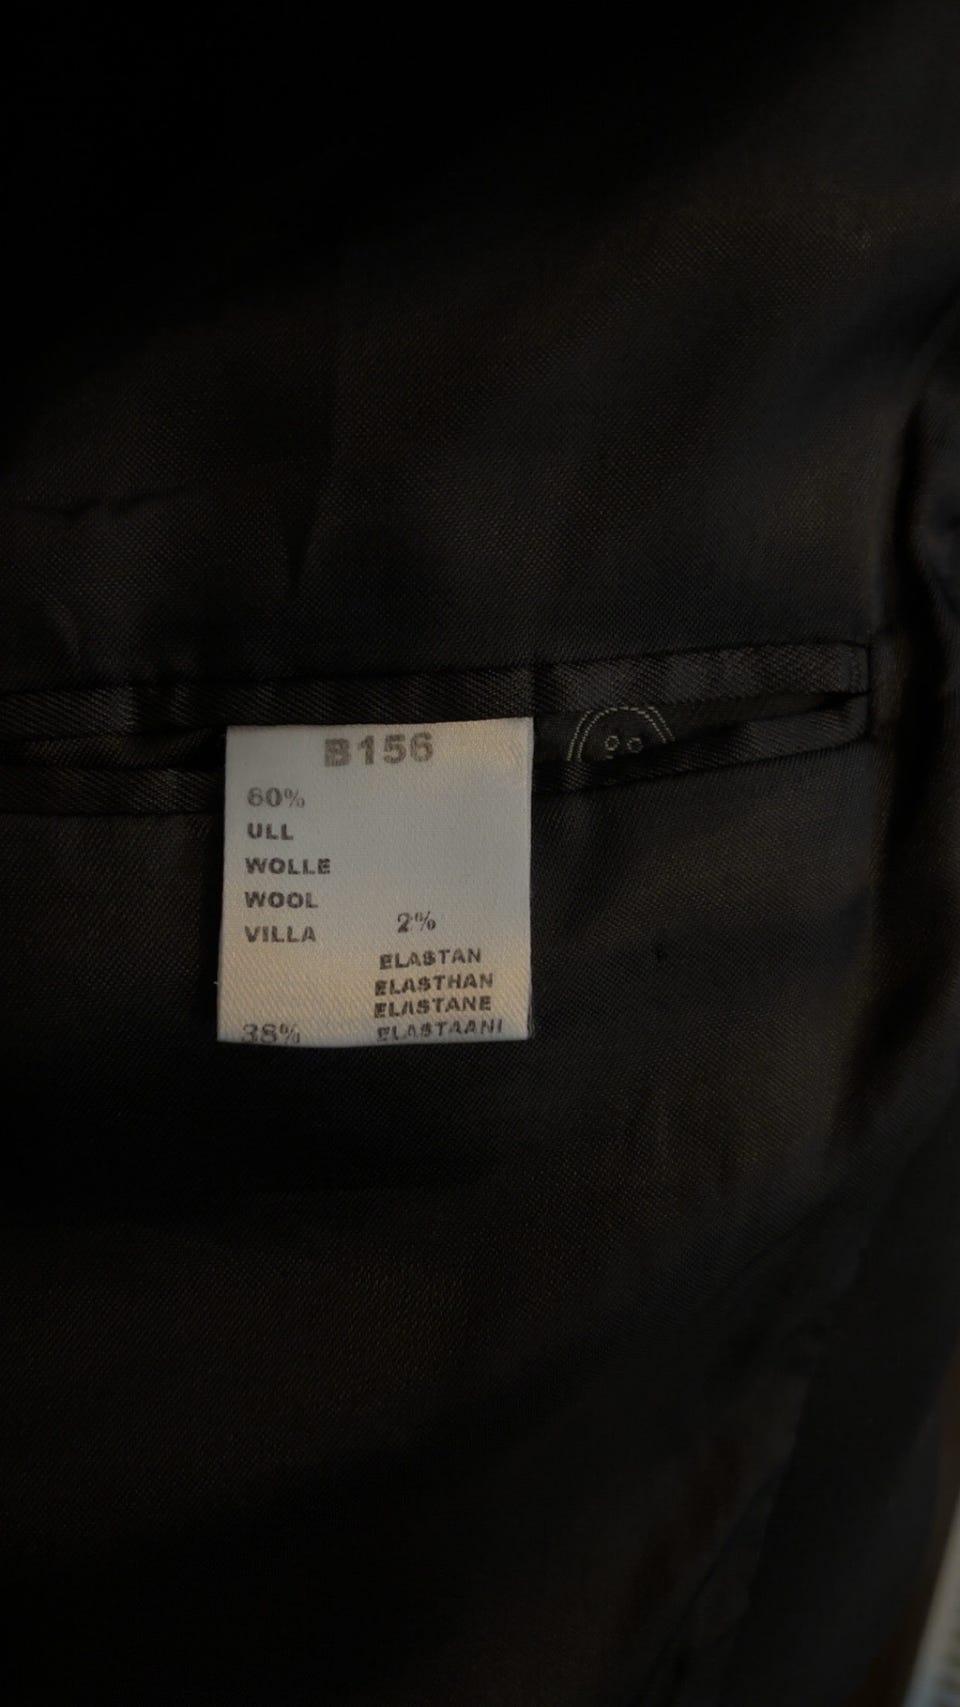 B156
60%
ULL
WOLLE
WOOL
VILLA
38%
2%
ELASTAN
ELASTHAN
ELASTANE
ELASTAANI